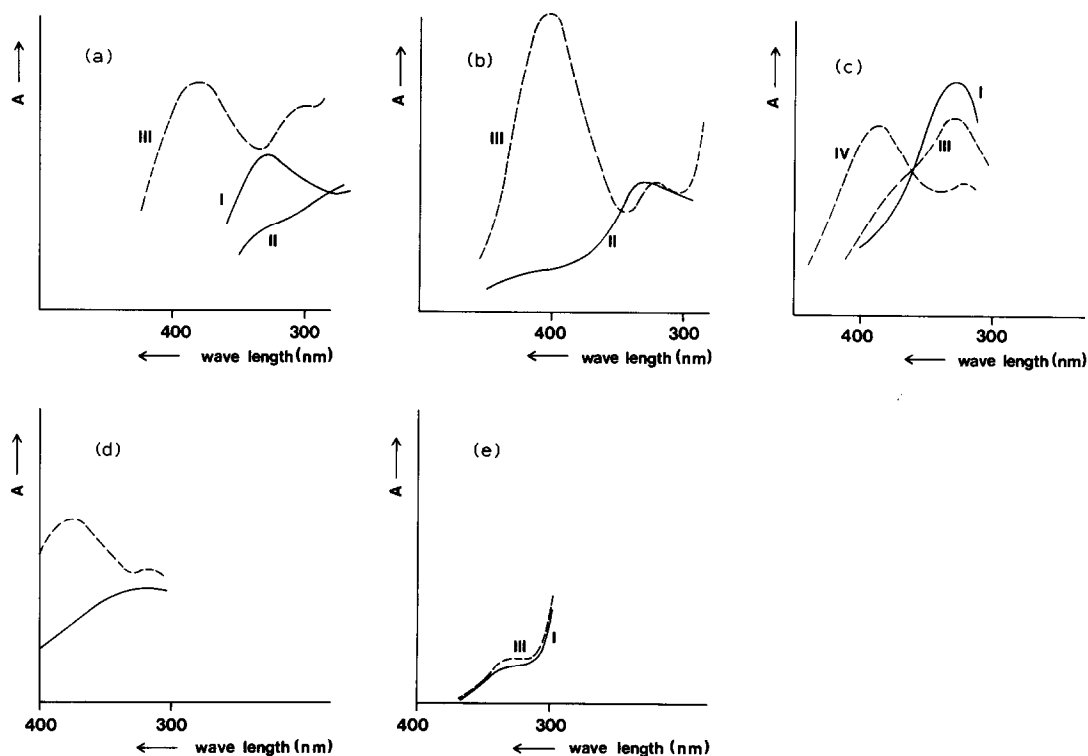 (a)
A
III
I
II
400
300
wave length(nm)
(b)
A
III
II
400
300
wave length(nm)
(c)
A
I
III
IV
400
300
wave length(nm)
(d)
A
400
300
wave length(nm)
(e)
A
III
I
400
300
wave length(nm)